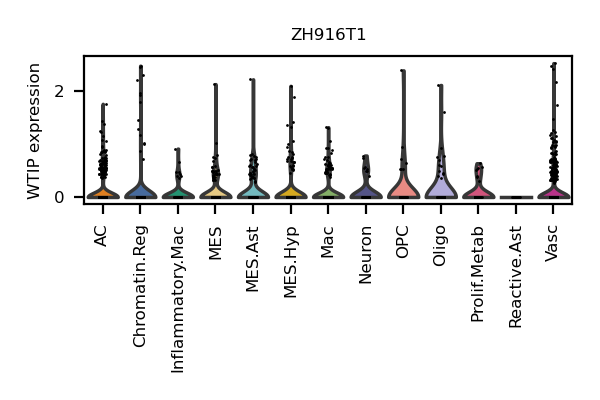 ZH916T1
WTIP expression
2
0
AC
Chromatin.Reg
Inflammatory.Mac
MES
MES.Ast
MES.Hyp
Mac
Neuron
OPC
Oligo
Prolif.Metab
Reactive.Ast
Vasc